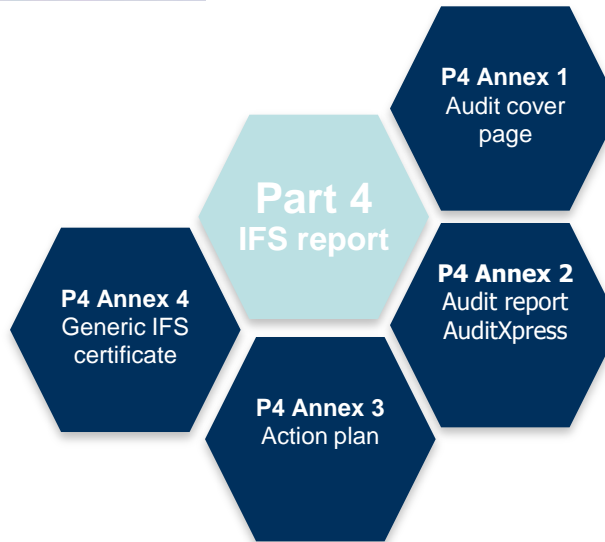 P4 Annex 1
Audit cover
page
Part 4
IFS report
P4 Annex 2
Audit report
AuditXpress
P4 Annex 4
Generic IFS
certificate
P4 Annex 3
Action plan